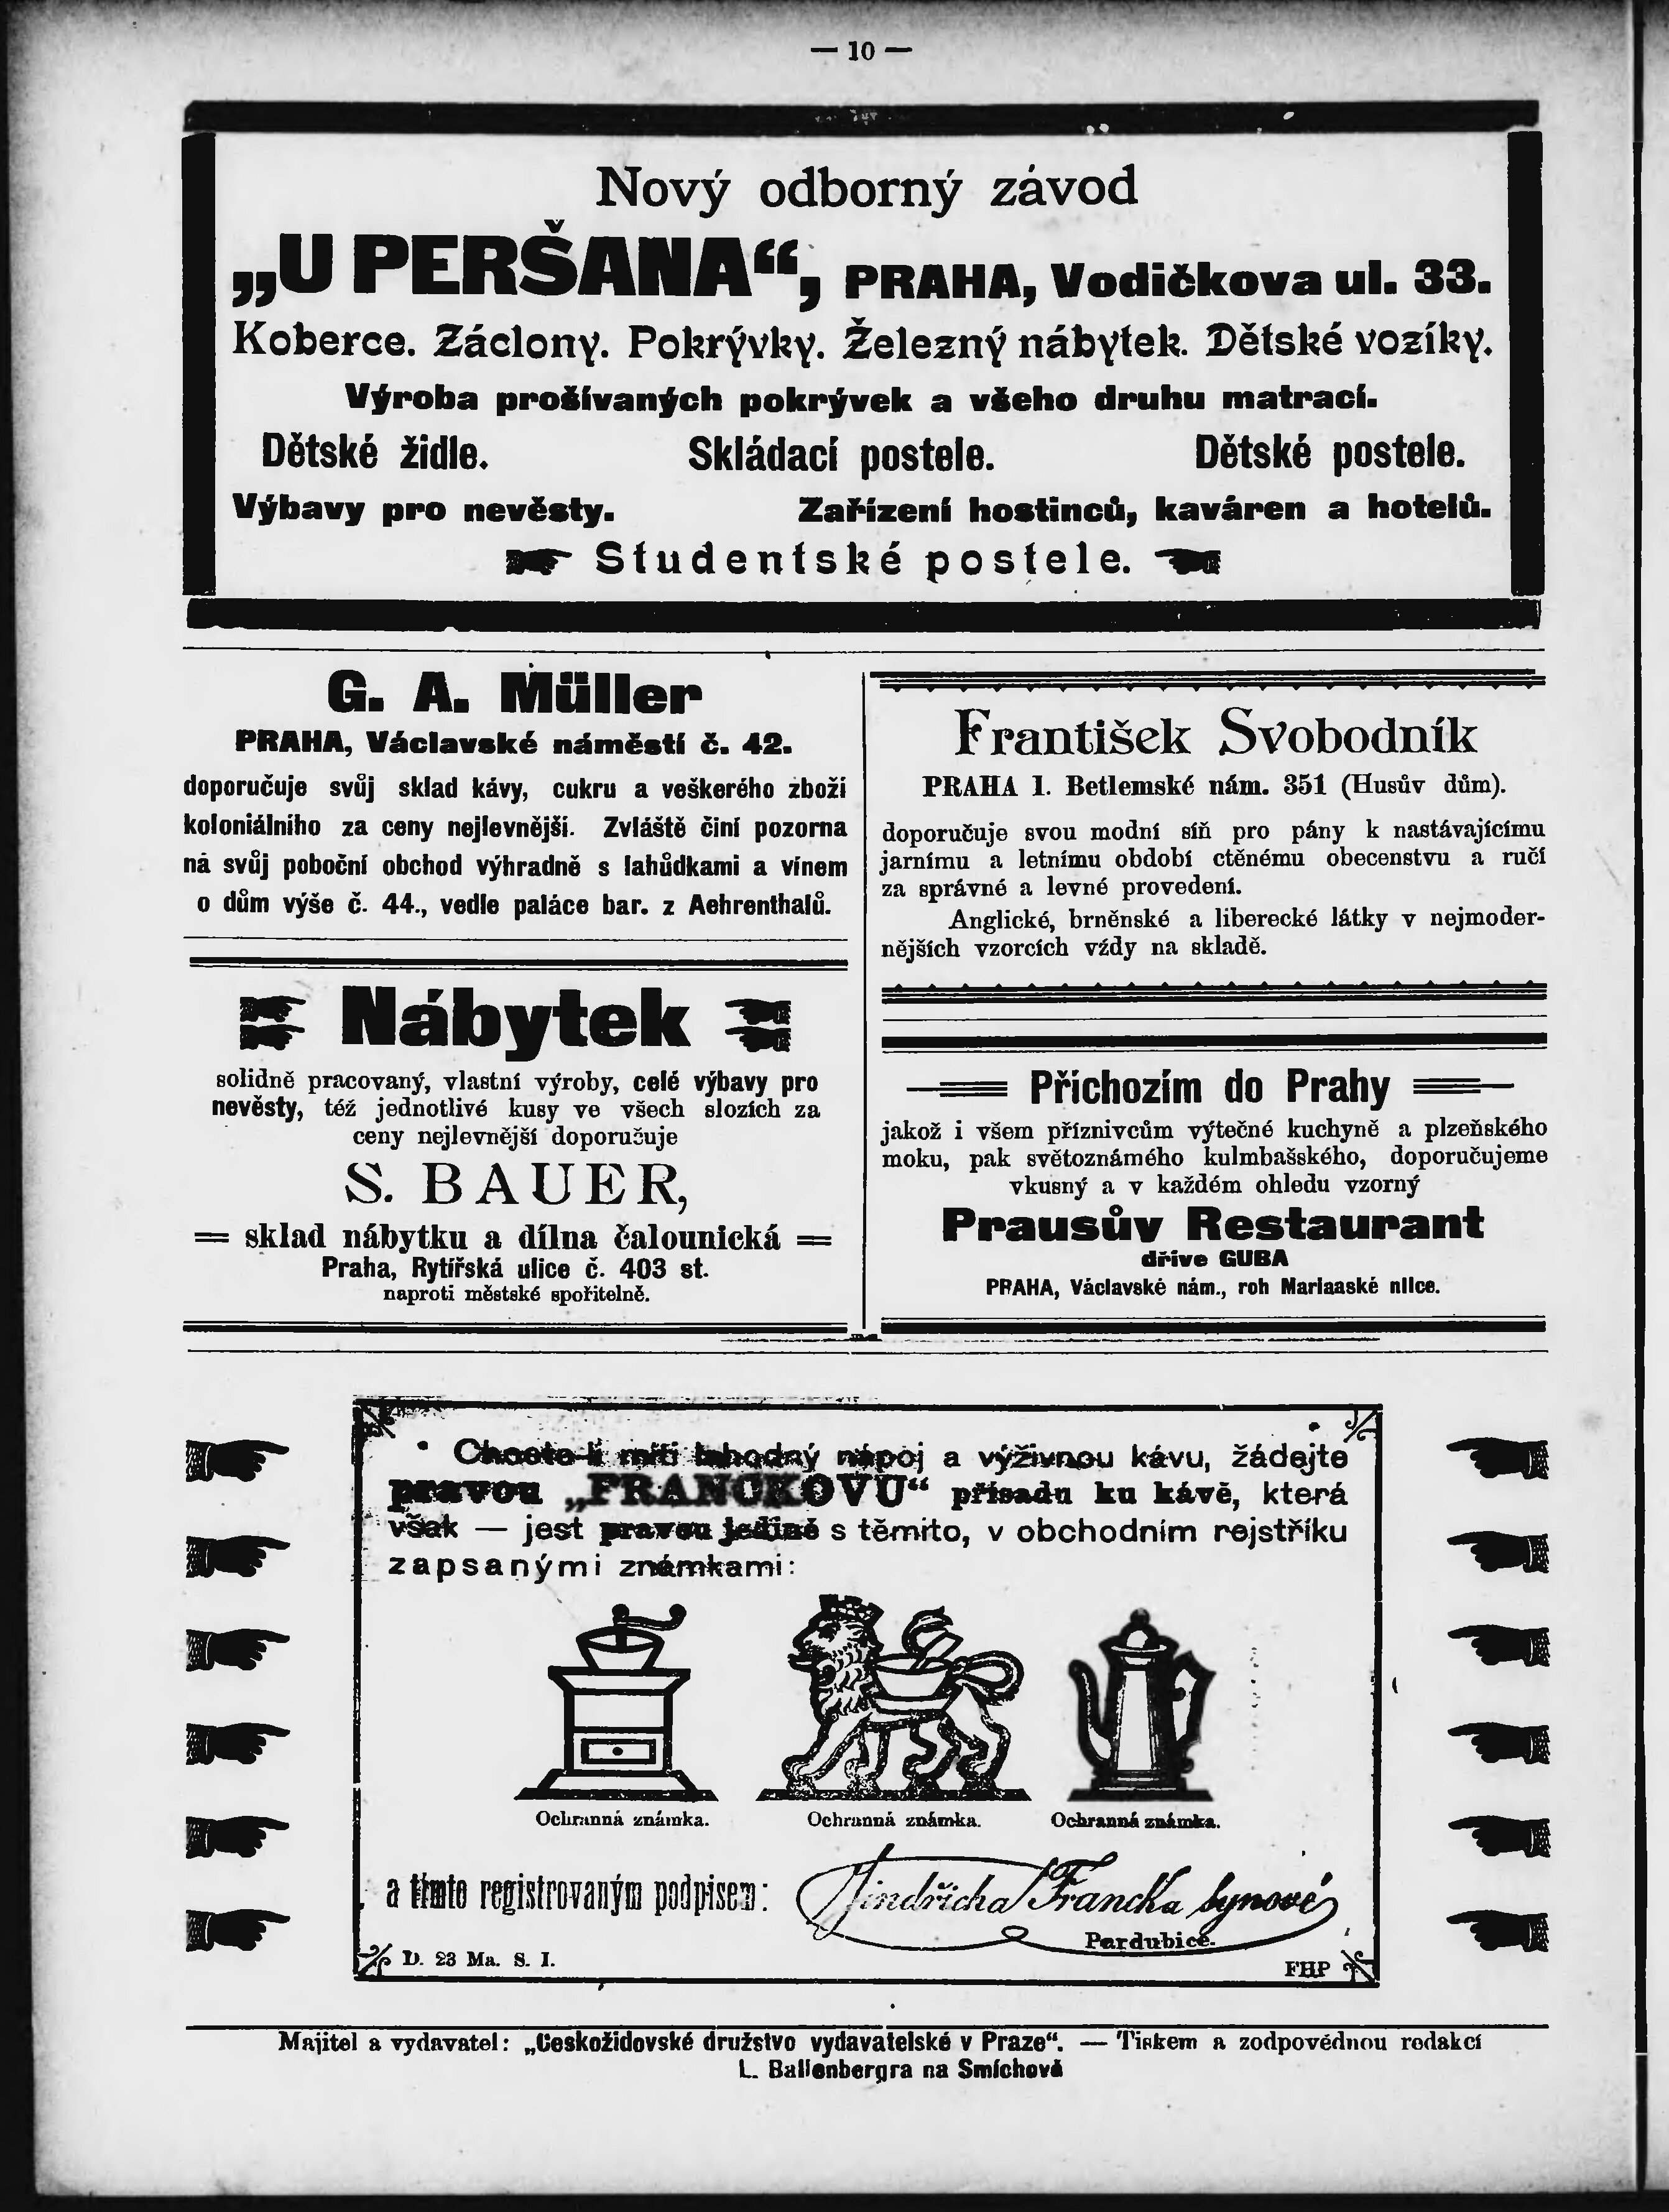 — 10 —
Nový odborný závod
„U PERŠANA“, PRAHA, Vodičkova ul. 33.
Koberce. Záclony. Pokrývky. Železný nábytek. Dětské vozíky.
Výroba prošívaných pokrývek a všeho druhu matrací.
Dětské židle. Skládací postele. Dětské postele.
Výbavy pro nevěsty. Zařízení hostinců, kaváren a hotelů.
Studentské postele.
G. A. Müller
PRAHA, Václavské náměstí č. 42.
doporučuje svůj sklad kávy, cukru a veškerého zboží
koloniálního za ceny nejlevnější. Zvláště činí pozorna
na svůj poboční obchod výhradně s lahůdkami a vínem
o dům výše č. 44., vedle paláce bar. z Aehrenthalů.
Nábytek
solidně pracovaný, vlastní výroby, celé výbavy pro
nevěsty, též jednotlivé kusy ve všech slozích za
ceny nejlevnější doporučuje
S. BAUER,
= sklad nábytku a dílna čalounická =
Praha, Rytířská ulice č. 403 st.
naproti městské spořitelně.
František Svobodník
PRAHA I. Betlemské nám. 351 (Husův dům).
doporučuje svou modní síň pro pány k nastávajícímu
jarnímu a letnímu období ctěnému obecenstvu a ručí
za správné a levné provedení.
Anglické, brněnské a liberecké látky v nejmoder-
nějších vzorcích vždy na skladě.
Příchozím do Prahy
jakož i všem příznivcům výtečné kuchyně a plzeňského
moku, pak světoznámého kulmbašského, doporučujeme
vkusný a v každém ohledu vzorný
Prausův Restaurant
dříve GUBA
PRAHA, Václavské nám., roh Mariaaské nlice.
Chcete-li míti lahodný nápoj a výživnou kávu, žádejte
pravou „FRANCKOVU“ přísadu ku kávě, která
však — jest pravou jedině s těmito, v obchodním rejstříku
zapsanými známkami:
Ochranná známka. Ochranná známka. Ochranná známka.
a tímto registrovaným podpisem: Jindřicha Francka synové
Pardubice.
D. 23 Ma. S. I. FHP
Majitel a vydavatel: „Českožidovské družstvo vydavatelské v Praze“. — Tiskem a zodpovědnou redakcí
L. Ballenbergra na Smíchově